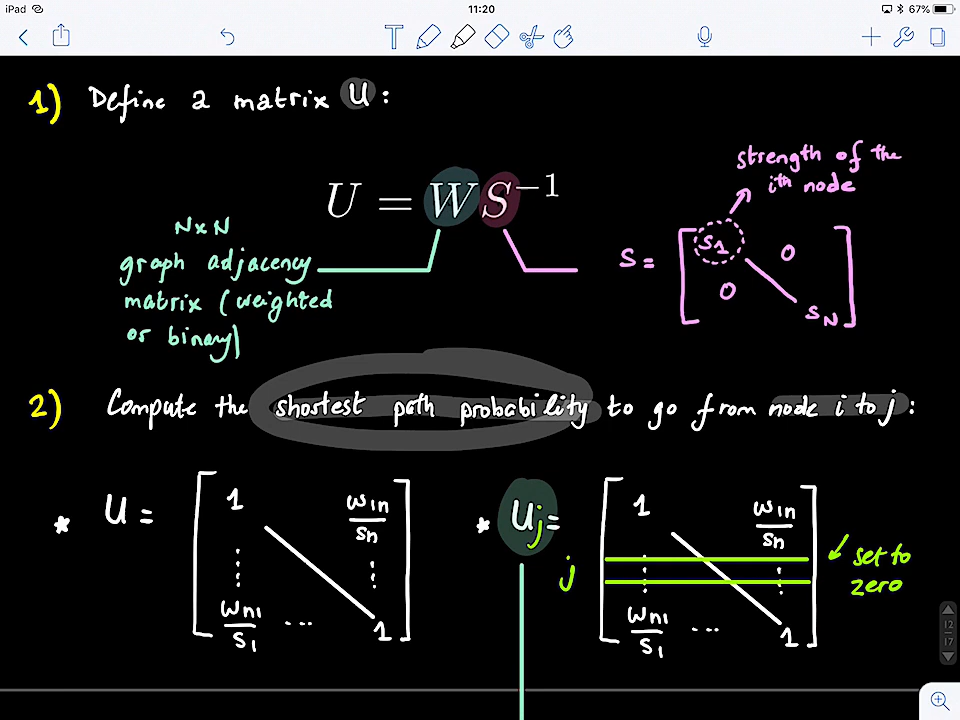 iPad
11:20
67%
1) Define a matrix U :
U = W S⁻¹
strength of the
ith node
N x N
graph adjacency
matrix ( weighted
or binary)
S = [ S1 0
0 SN ]
2) Compute the shortest path probability to go from node i to j :
* U = [ 1 ... w1n/sn
⋮ ⋮
wn1/s1 ... 1 ]
* Uj = [ 1 w1n/sn
⋮ ⋮
wn1/s1 ... 1 ]
j
set to
zero
12
17